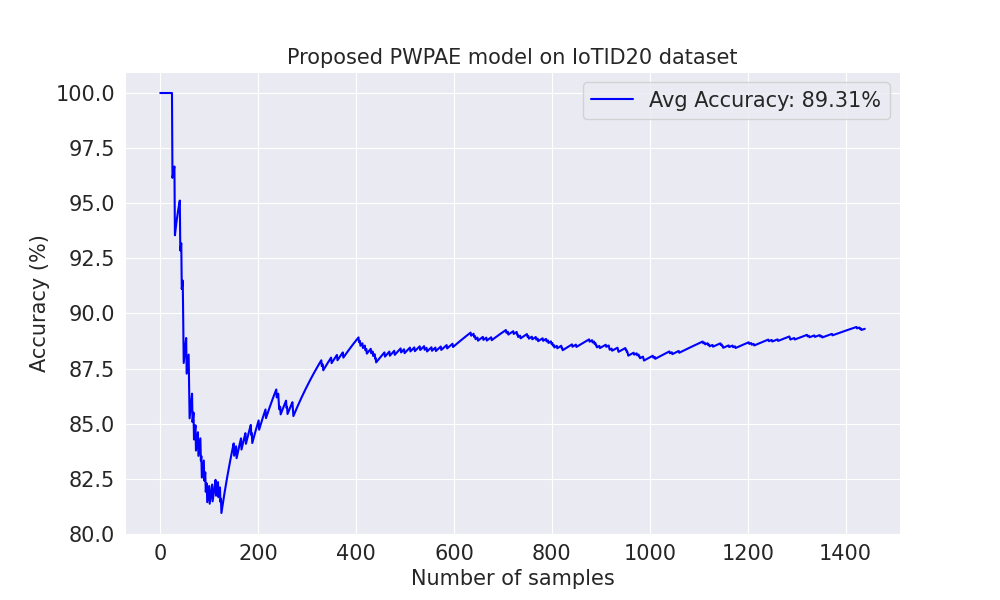 Proposed PWPAE model on IoTID20 dataset
Avg Accuracy: 89.31%
Accuracy (%)
100.0
97.5
95.0
92.5
90.0
87.5
85.0
82.5
80.0
0 200 400 600 800 1000 1200 1400
Number of samples